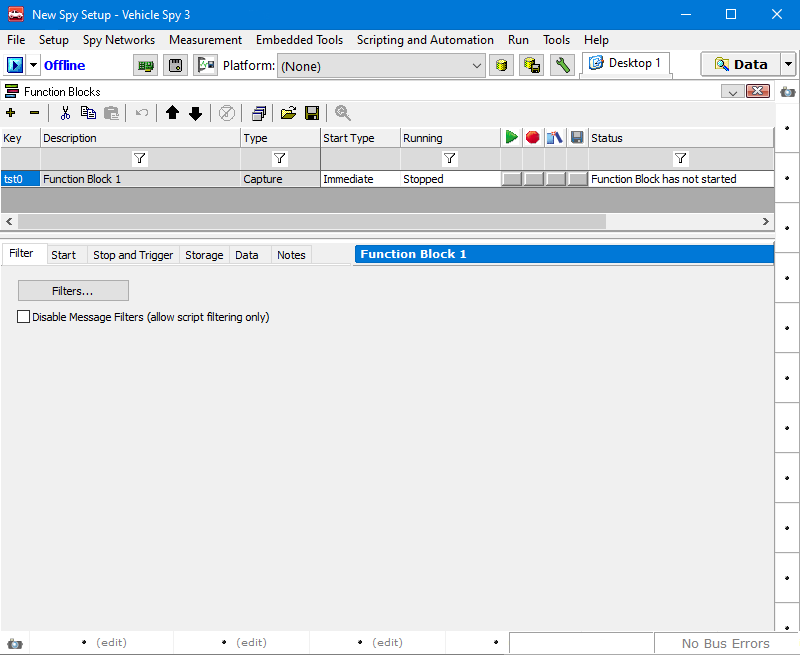 New Spy Setup - Vehicle Spy 3
File Setup Spy Networks Measurement Embedded Tools Scripting and Automation Run Tools Help
Offline Platform: (None) Desktop 1 Data
Function Blocks
Key Description Type Start Type Running Status
tst0 Function Block 1 Capture Immediate Stopped Function Block has not started
Filter Start Stop and Trigger Storage Data Notes Function Block 1
Filters...
Disable Message Filters (allow script filtering only)
(edit) (edit) (edit) No Bus Errors